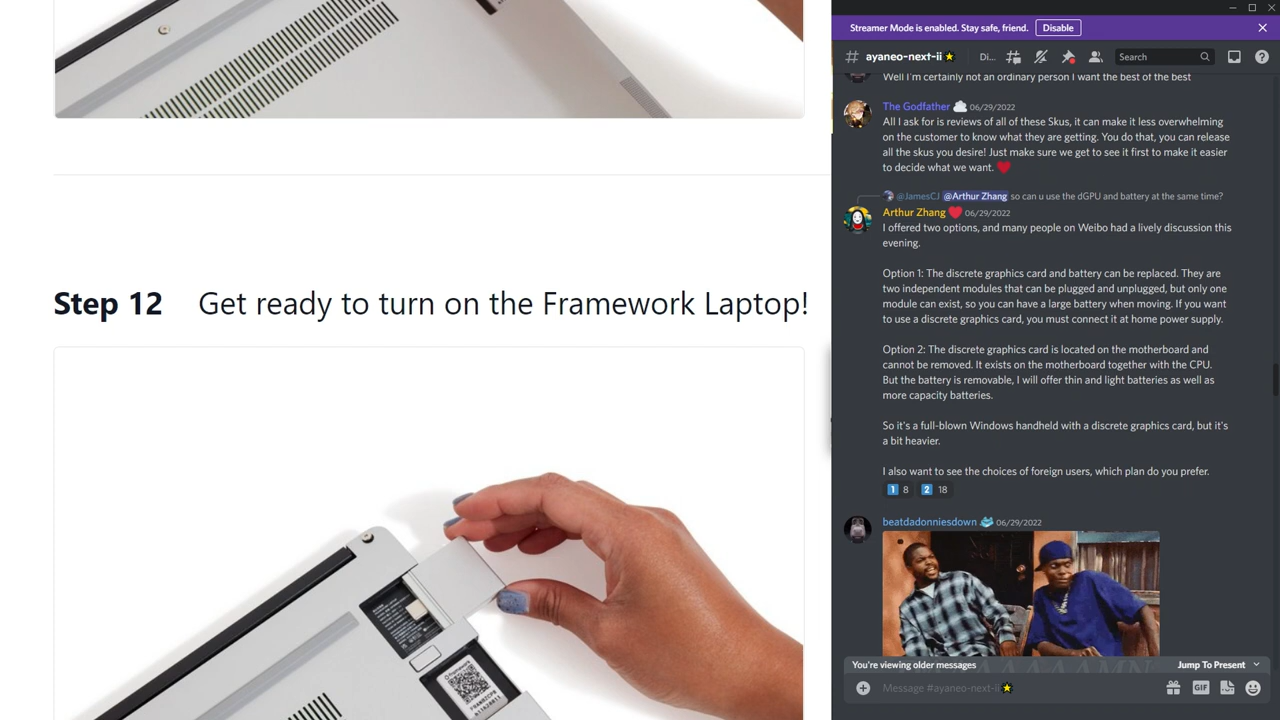 Step 12 Get ready to turn on the Framework Laptop!
Streamer Mode is enabled. Stay safe, friend. Disable
# ayaneo-next-ii Di... Search
Well I'm certainly not an ordinary person I want the best of the best
The Godfather 06/29/2022
All I ask for is reviews of all of these Skus, it can make it less overwhelming
on the customer to know what they are getting. You do that, you can release
all the skus you desire! Just make sure we get to see it first to make it easier
to decide what we want.
@JamesCJ @Arthur Zhang so can u use the dGPU and battery at the same time?
Arthur Zhang 06/29/2022
I offered two options, and many people on Weibo had a lively discussion this
evening.
Option 1: The discrete graphics card and battery can be replaced. They are
two independent modules that can be plugged and unplugged, but only one
module can exist, so you can have a large battery when moving. If you want
to use a discrete graphics card, you must connect it at home power supply.
Option 2: The discrete graphics card is located on the motherboard and
cannot be removed. It exists on the motherboard together with the CPU.
But the battery is removable, I will offer thin and light batteries as well as
more capacity batteries.
So it's a full-blown Windows handheld with a discrete graphics card, but it's
a bit heavier.
I also want to see the choices of foreign users, which plan do you prefer.
1 8 2 18
beatdadonniesdown 06/29/2022
You're viewing older messages Jump To Present
Message #ayaneo-next-ii GIF